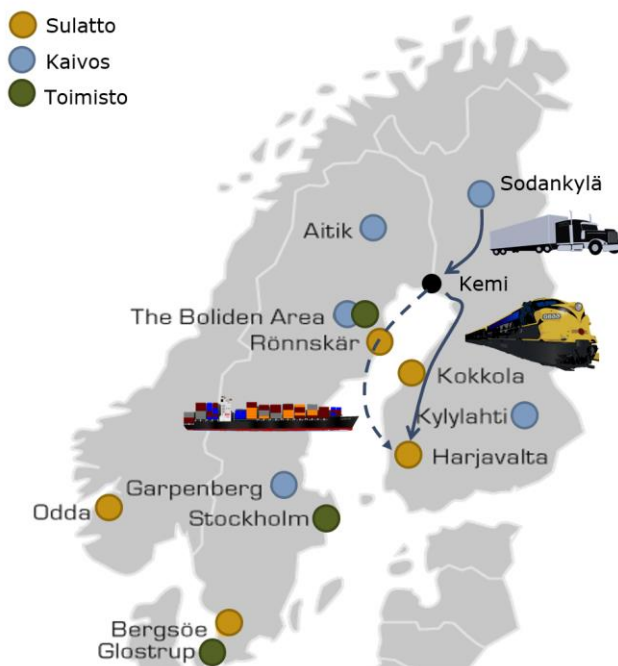 Sulatto
Kaivos
Toimisto
Sodankylä
Aitik
Kemi
The Boliden Area
Rönnskär
Kokkola
Kylylahti
Harjavalta
Garpenberg
Odda
Stockholm
Bergsöe
Glostrup